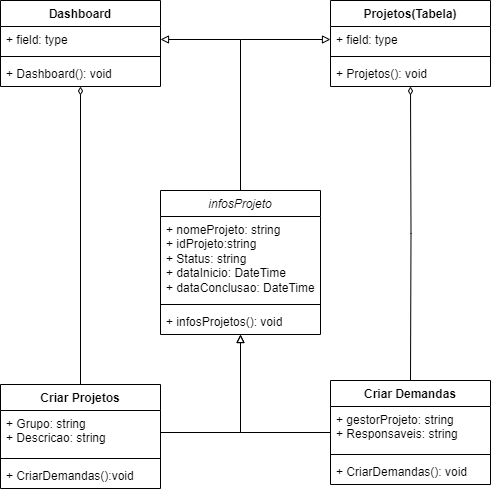 Dashboard
+ field: type
+ Dashboard(): void
Projetos(Tabela)
+ field: type
+ Projetos(): void
infosProjeto
+ nomeProjeto: string
+ idProjeto:string
+ Status: string
+ dataInicio: DateTime
+ dataConclusao: DateTime
+ infosProjetos(): void
Criar Projetos
+ Grupo: string
+ Descricao: string
+ CriarDemandas():void
Criar Demandas
+ gestorProjeto: string
+ Responsaveis: string
+ CriarDemandas(): void